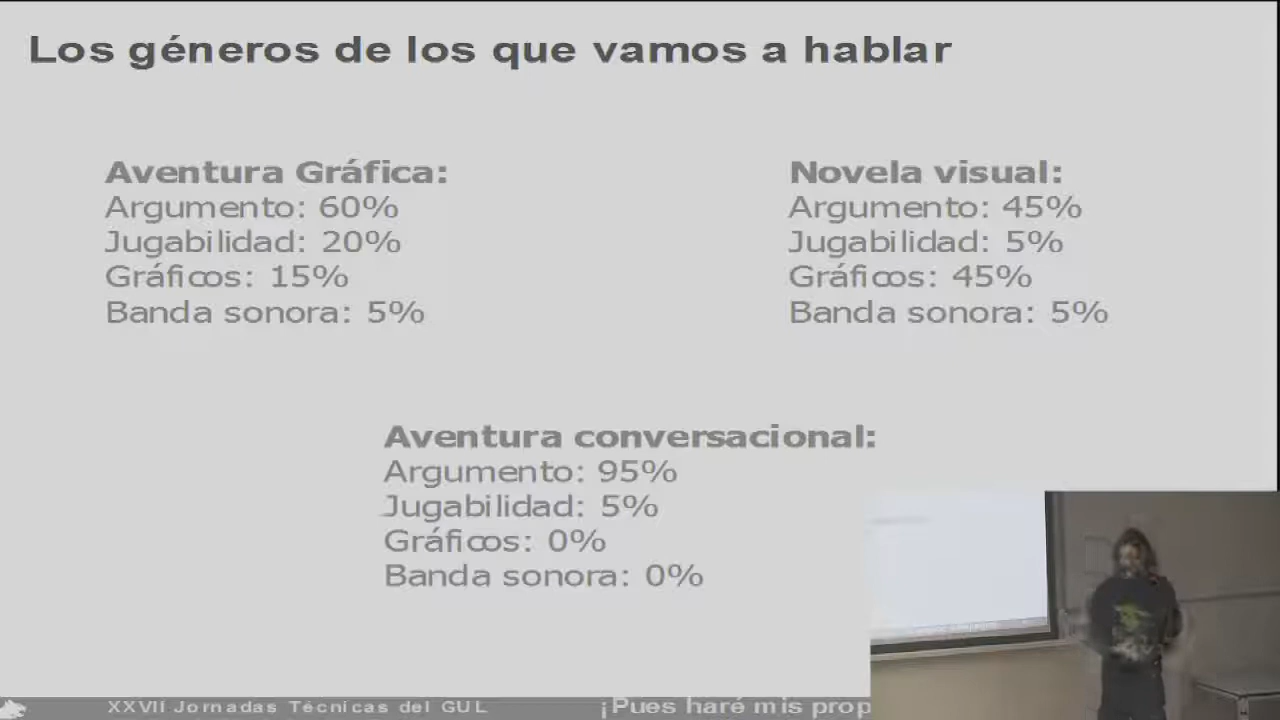 Los géneros de los que vamos a hablar
Aventura Gráfica:
Argumento: 60%
Jugabilidad: 20%
Gráficos: 15%
Banda sonora: 5%
Novela visual:
Argumento: 45%
Jugabilidad: 5%
Gráficos: 45%
Banda sonora: 5%
Aventura conversacional:
Argumento: 95%
Jugabilidad: 5%
Gráficos: 0%
Banda sonora: 0%
XXVII Jornadas Técnicas del GUL
¡Pues haré mis prop